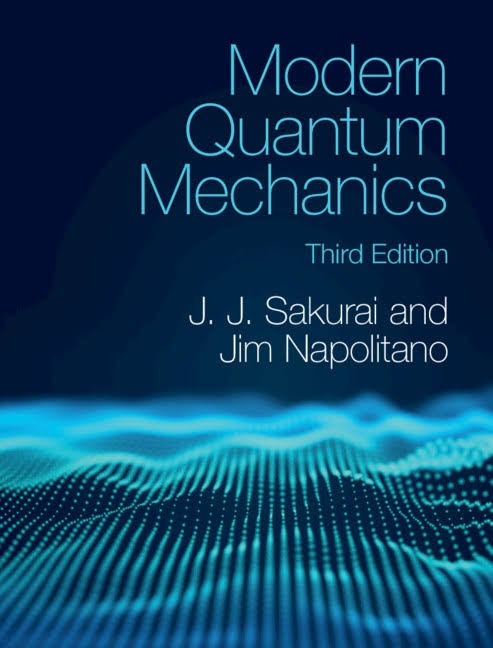 Modern
Quantum
Mechanics
Third Edition
J. J. Sakurai and
Jim Napolitano